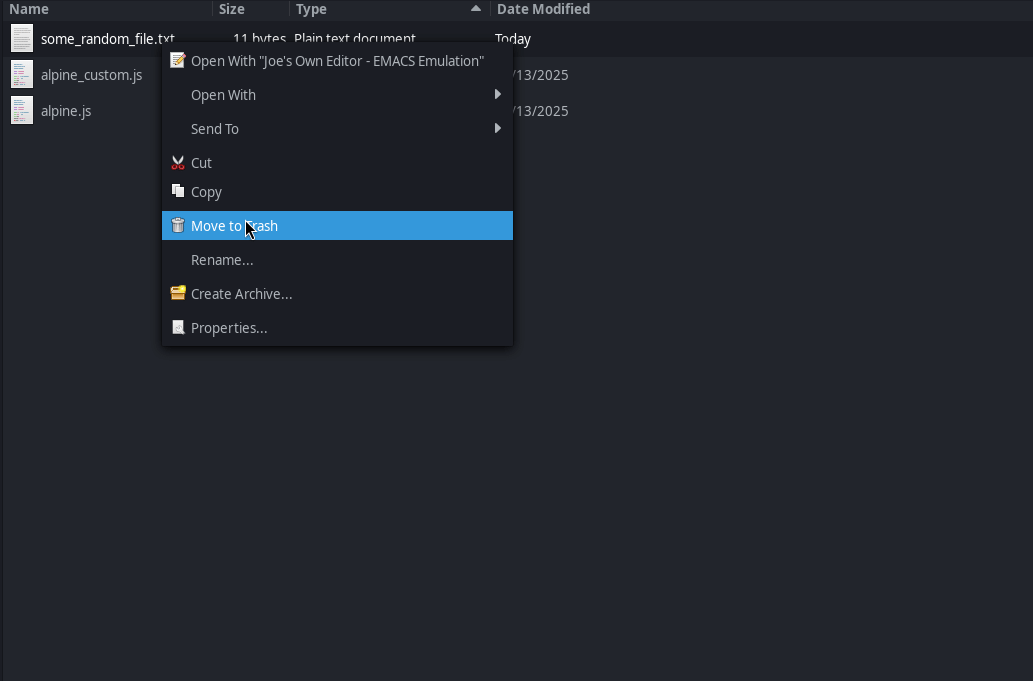 Name Size Type Date Modified
some_random_file.txt 11 bytes Plain text document Today
Open With "Joe's Own Editor - EMACS Emulation"
alpine_custom.js /13/2025
Open With
alpine.js /13/2025
Send To
Cut
Copy
Move to Trash
Rename...
Create Archive...
Properties...